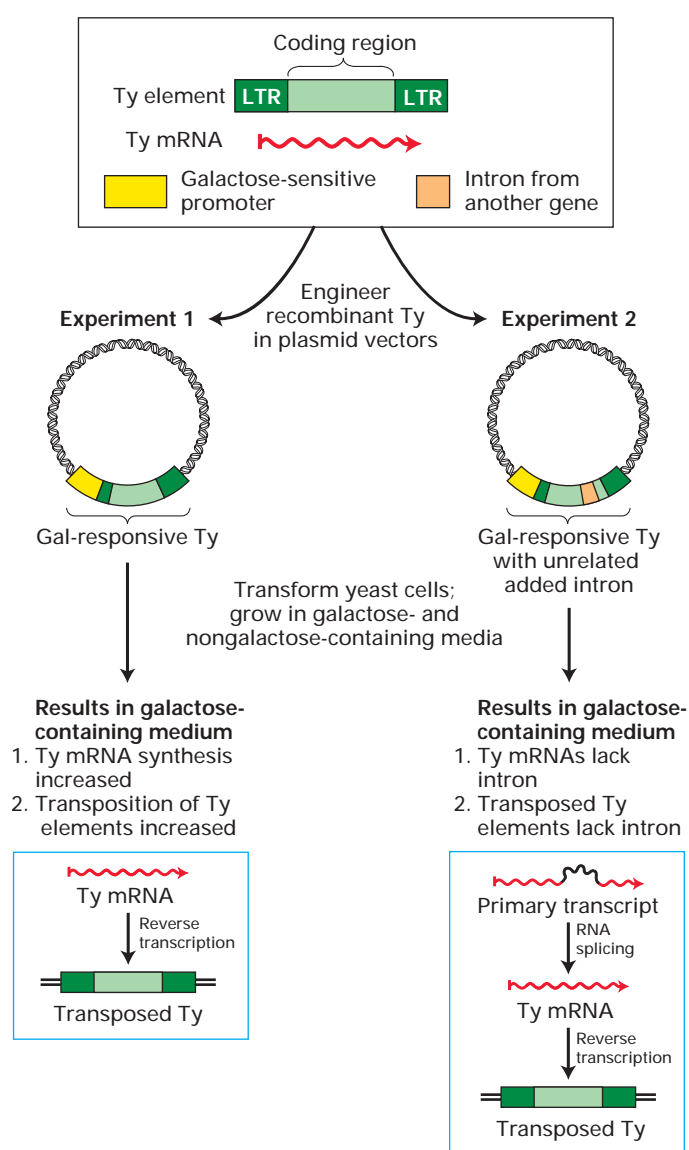 Coding region
Ty element
LTR
LTR
Ty mRNA
Galactose-sensitive
promoter
Intron from
another gene
Engineer
recombinant Ty
in plasmid vectors
Experiment 1
Experiment 2
Gal-responsive Ty
Gal-responsive Ty
with unrelated
added intron
Transform yeast cells;
grow in galactose- and
nongalactose-containing media
Results in galactose-
containing medium
1. Ty mRNA synthesis
increased
2. Transposition of Ty
elements increased
Ty mRNA
Reverse
transcription
Transposed Ty
Results in galactose-
containing medium
1. Ty mRNAs lack
intron
2. Transposed Ty
elements lack intron
Primary transcript
RNA
splicing
Ty mRNA
Reverse
transcription
Transposed Ty